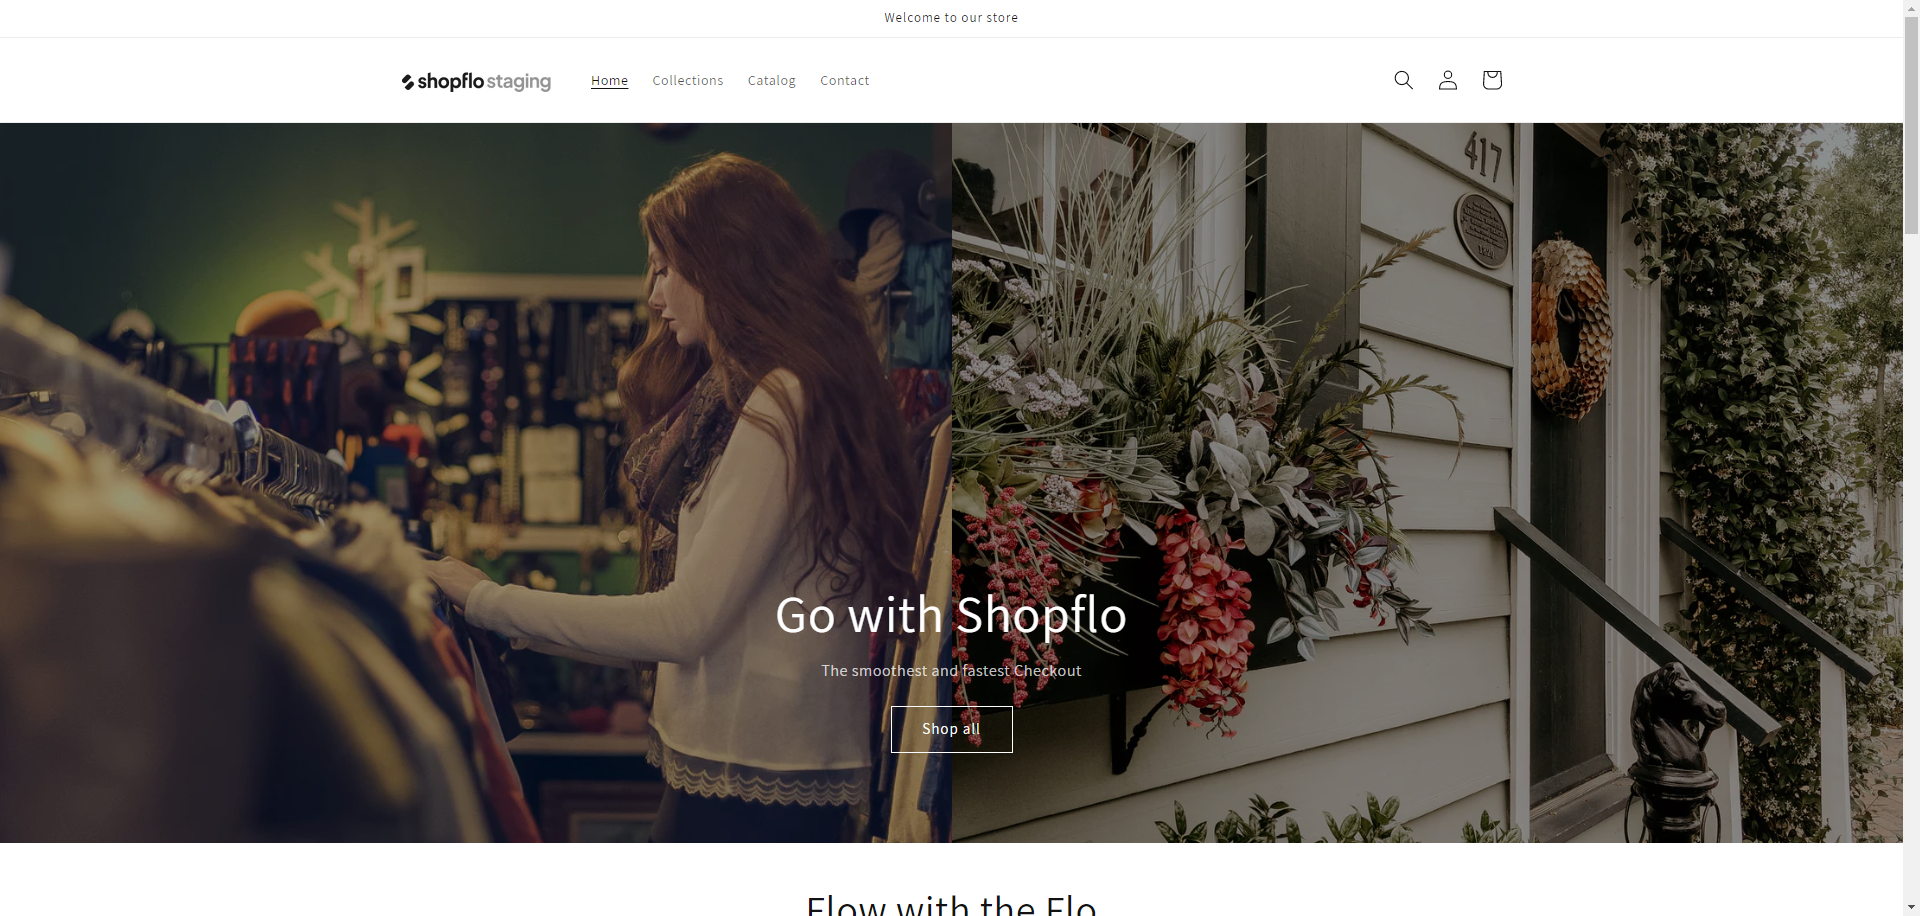 Welcome to our store
shopflo staging
Home
Collections
Catalog
Contact
417
Go with Shopflo
The smoothest and fastest Checkout
Shop all
Flow with the Flo